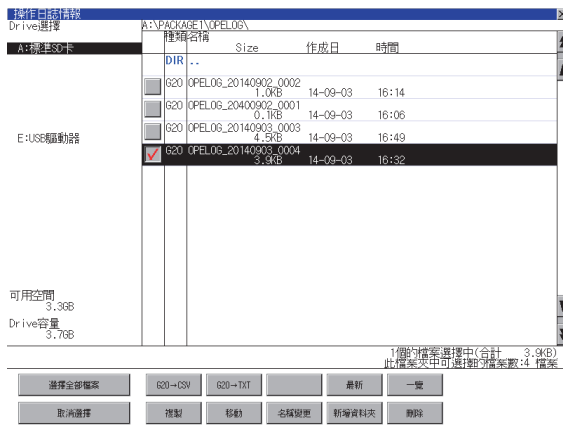 操作日誌情報
Drive選擇 A:\PACKAGE1\OPELOG\
種類 名稱
Size 作成日 時間
A:標準SD卡
DIR ..
G20 OPELOG_20140902_0002
1.0KB 14-09-03 16:14
G20 OPELOG_20400902_0001
0.1KB 14-09-03 16:06
G20 OPELOG_20140903_0003
4.5KB 14-09-03 16:49
E:USB驅動器
G20 OPELOG_20140903_0004
3.9KB 14-09-03 16:32
可用空間
3.3GB
Drive容量
3.7GB
1個的檔案選擇中(合計 3.9KB)
此檔案夾中可選擇的檔案數:4 檔案
選擇全部檔案 G20→CSV G20→TXT 最新 一覽
取消選擇 複製 移動 名稱變更 新增資料夾 刪除